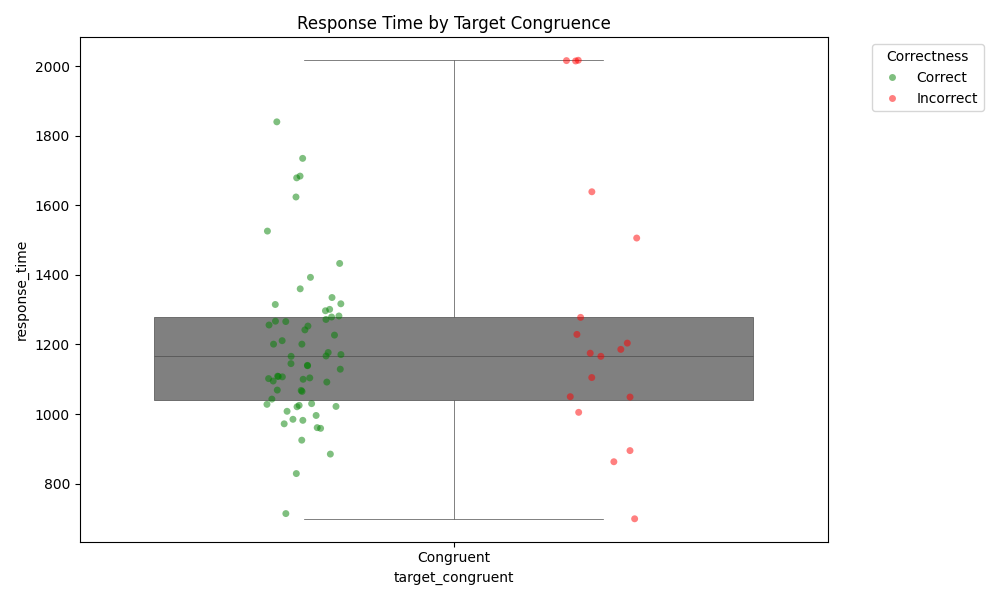 Response Time by Target Congruence
Correctness
Correct
Incorrect
response_time
2000
1800
1600
1400
1200
1000
800
Congruent
target_congruent